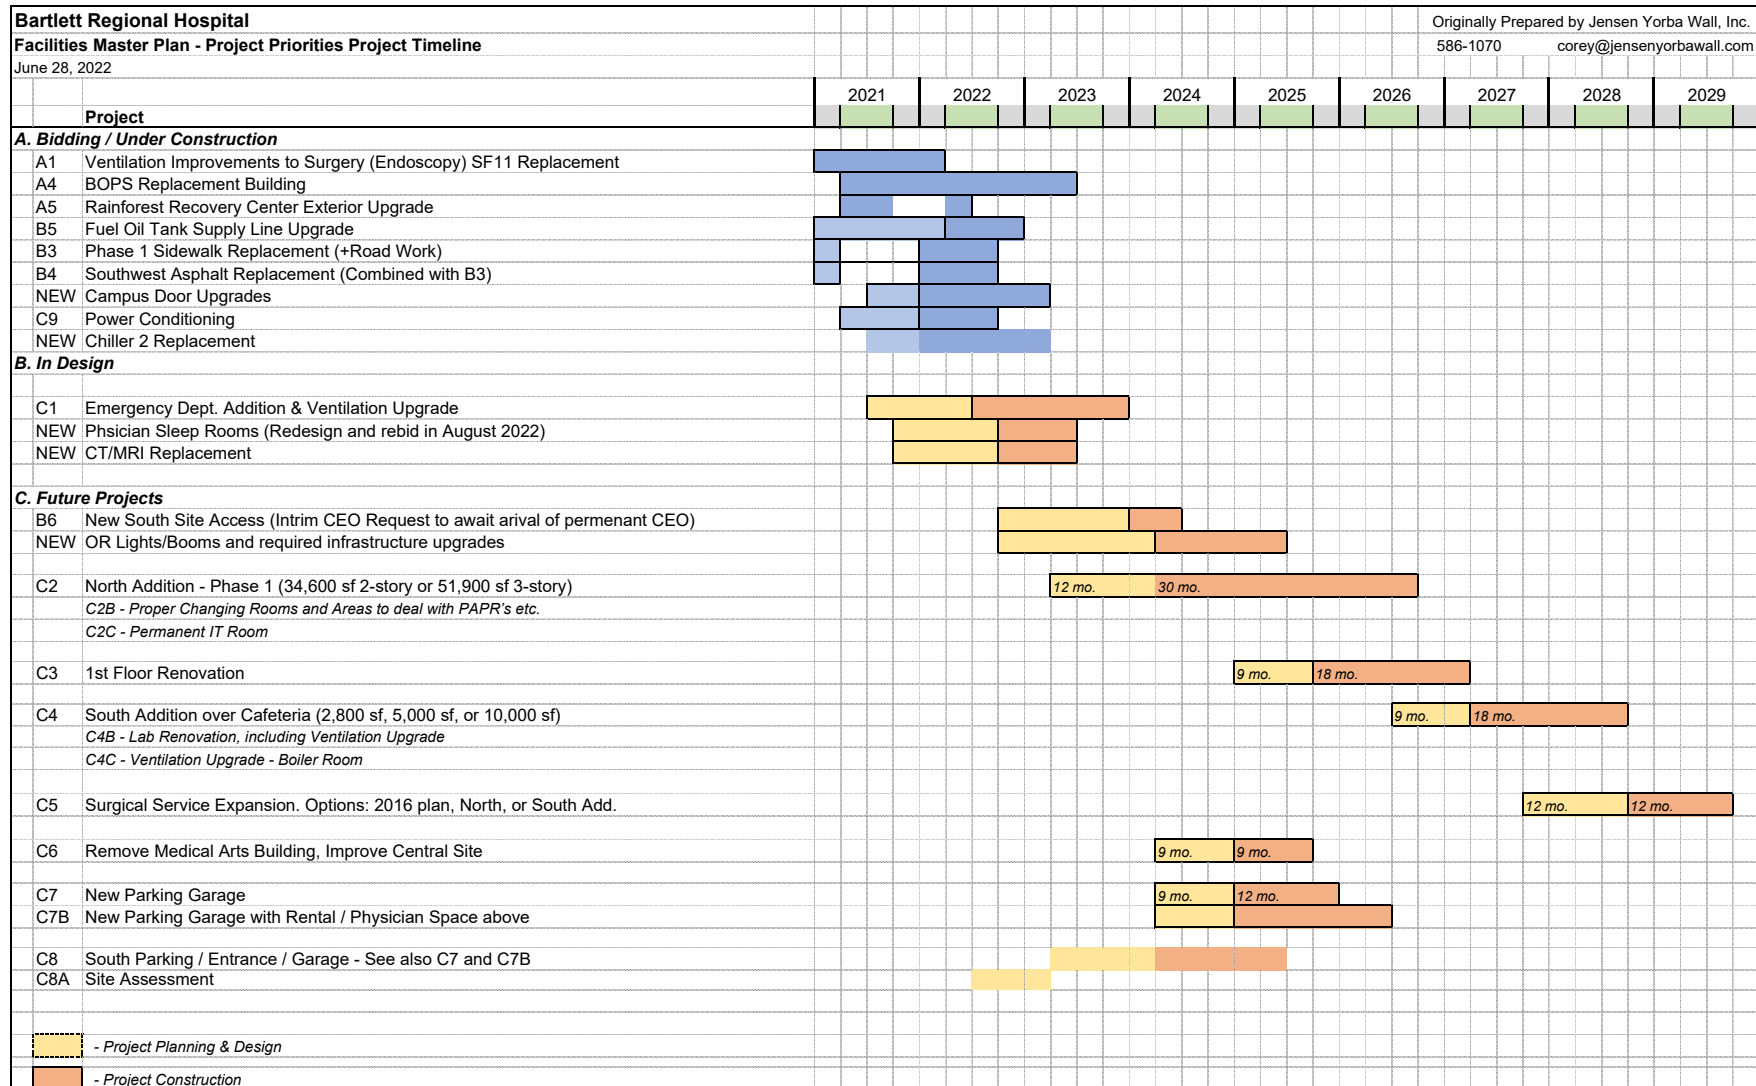 Bartlett Regional Hospital
Originally Prepared by Jensen Yorba Wall, Inc.
Facilities Master Plan - Project Priorities Project Timeline
586-1070 corey@jensenyorbawall.com
June 28, 2022
2021 2022 2023 2024 2025 2026 2027 2028 2029
Project
A. Bidding / Under Construction
A1 Ventilation Improvements to Surgery (Endoscopy) SF11 Replacement
A4 BOPS Replacement Building
A5 Rainforest Recovery Center Exterior Upgrade
B5 Fuel Oil Tank Supply Line Upgrade
B3 Phase 1 Sidewalk Replacement (+Road Work)
B4 Southwest Asphalt Replacement (Combined with B3)
NEW Campus Door Upgrades
C9 Power Conditioning
NEW Chiller 2 Replacement
B. In Design
C1 Emergency Dept. Addition & Ventilation Upgrade
NEW Phsician Sleep Rooms (Redesign and rebid in August 2022)
NEW CT/MRI Replacement
C. Future Projects
B6 New South Site Access (Intrim CEO Request to await arival of permenant CEO)
NEW OR Lights/Booms and required infrastructure upgrades
C2 North Addition - Phase 1 (34,600 sf 2-story or 51,900 sf 3-story) 12 mo. 30 mo.
C2B - Proper Changing Rooms and Areas to deal with PAPR's etc.
C2C - Permanent IT Room
C3 1st Floor Renovation 9 mo. 18 mo.
C4 South Addition over Cafeteria (2,800 sf, 5,000 sf, or 10,000 sf) 9 mo. 18 mo.
C4B - Lab Renovation, including Ventilation Upgrade
C4C - Ventilation Upgrade - Boiler Room
C5 Surgical Service Expansion. Options: 2016 plan, North, or South Add. 12 mo. 12 mo.
C6 Remove Medical Arts Building, Improve Central Site 9 mo. 9 mo.
C7 New Parking Garage 9 mo. 12 mo.
C7B New Parking Garage with Rental / Physician Space above
C8 South Parking / Entrance / Garage - See also C7 and C7B
C8A Site Assessment
- Project Planning & Design
- Project Construction